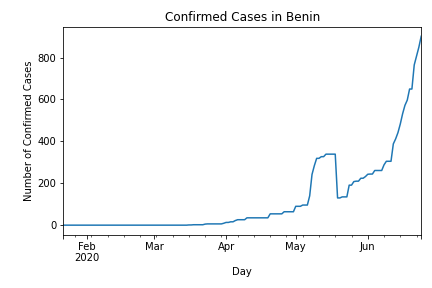 Confirmed Cases in Benin
Number of Confirmed Cases
800
600
400
200
0
Feb
2020
Mar
Apr
May
Jun
Day